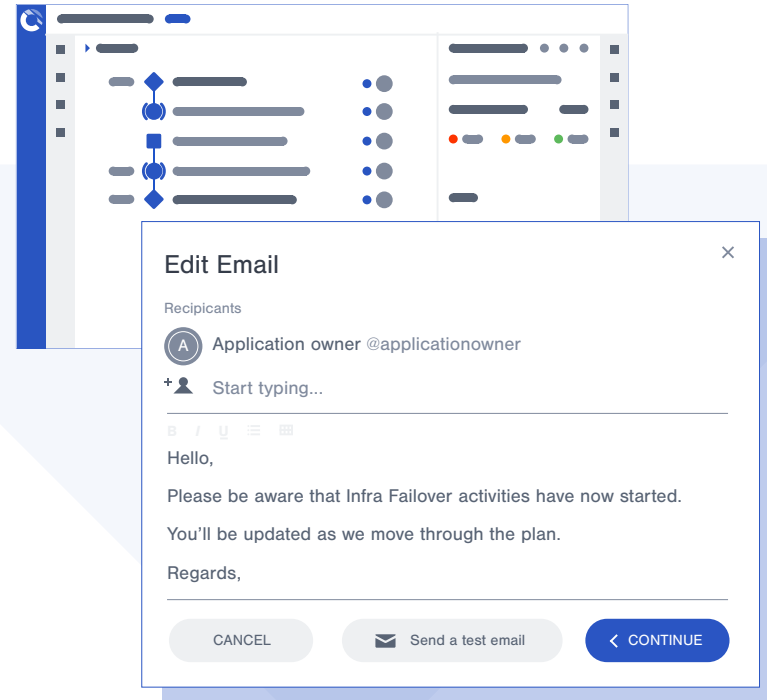 Edit Email
Recipicants
A
Application owner @applicationowner
Start typing...
B I U
Hello,
Please be aware that Infra Failover activities have now started.
You'll be updated as we move through the plan.
Regards,
CANCEL
Send a test email
CONTINUE